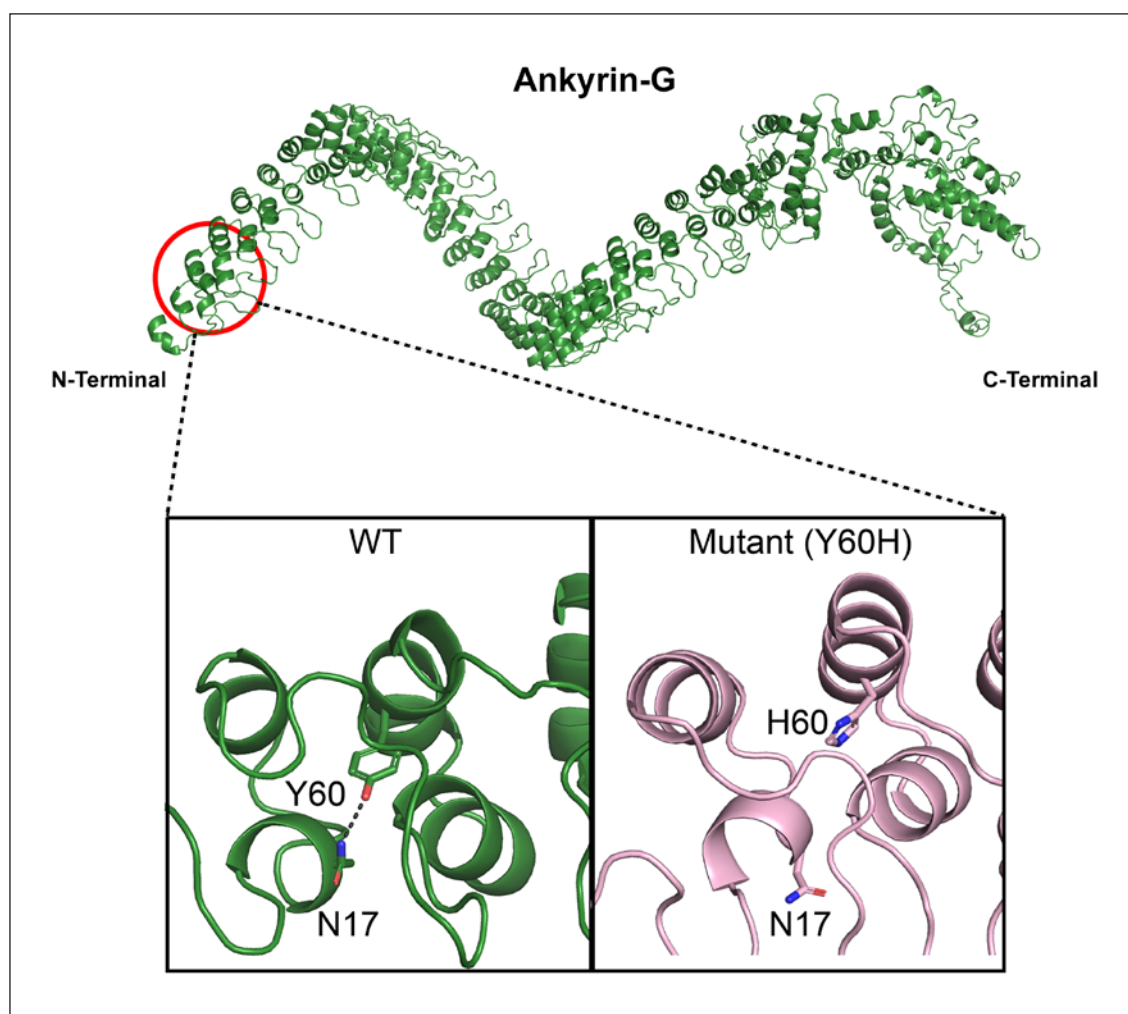 Ankyrin-G
N-Terminal
C-Terminal
WT
Mutant (Y60H)
Y60
N17
H60
N17